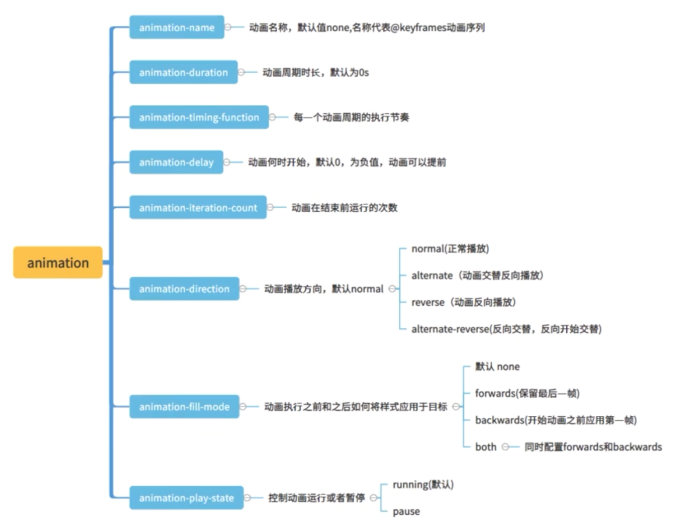 animation
animation-name
动画名称，默认值none,名称代表@keyframes动画序列
animation-duration
动画周期时长，默认为0s
animation-timing-function
每一个动画周期的执行节奏
animation-delay
动画何时开始，默认0，为负值，动画可以提前
animation-iteration-count
动画在结束前运行的次数
animation-direction
动画播放方向，默认normal
normal(正常播放)
alternate（动画交替反向播放）
reverse（动画反向播放）
alternate-reverse(反向交替，反向开始交替)
animation-fill-mode
动画执行之前和之后如何将样式应用于目标
默认 none
forwards(保留最后一帧)
backwards(开始动画之前应用第一帧)
both
同时配置forwards和backwards
animation-play-state
控制动画运行或者暂停
running(默认)
pause